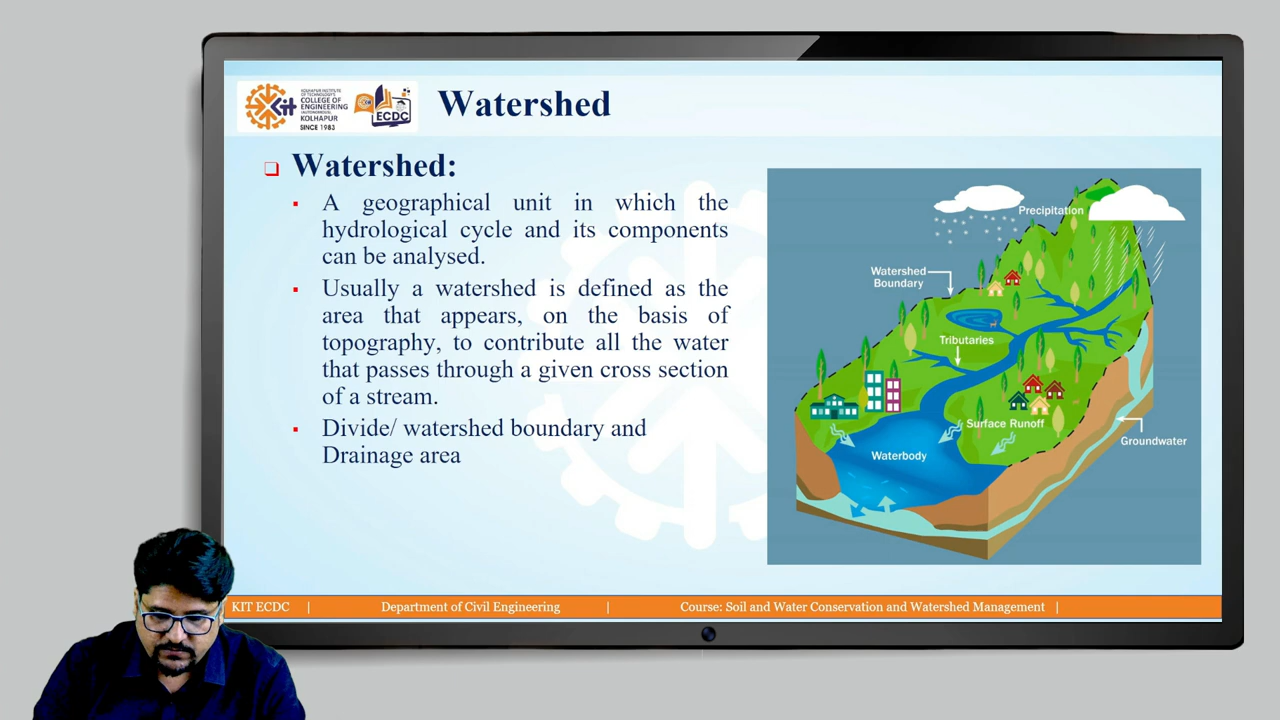 KOLHAPUR INSTITUTE
OF TECHNOLOGY'S
COLLEGE OF
ENGINEERING
(AUTONOMOUS)
KOLHAPUR
SINCE 1983
Kit
ECDC
Watershed
❑ Watershed:
▪ A geographical unit in which the
hydrological cycle and its components
can be analysed.
▪ Usually a watershed is defined as the
area that appears, on the basis of
topography, to contribute all the water
that passes through a given cross section
of a stream.
▪ Divide/ watershed boundary and
Drainage area
Precipitation
Watershed
Boundary
Tributaries
Surface Runoff
Groundwater
Waterbody
KIT ECDC | Department of Civil Engineering | Course: Soil and Water Conservation and Watershed Management |